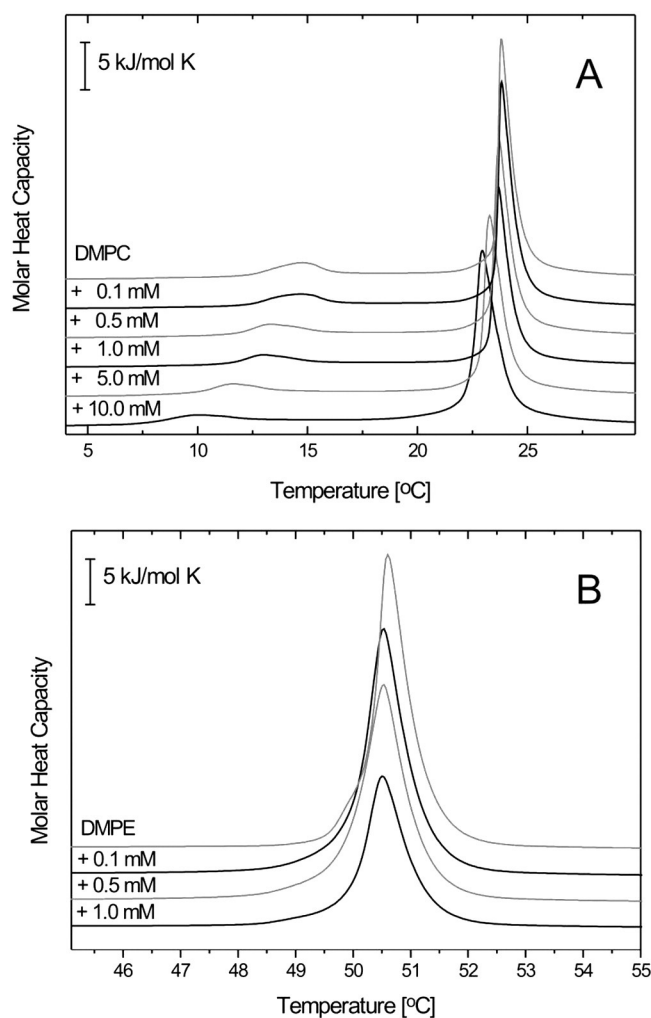 5 kJ/mol K
A
Molar Heat Capacity
DMPC
+ 0.1 mM
+ 0.5 mM
+ 1.0 mM
+ 5.0 mM
+ 10.0 mM
5 10 15 20 25
Temperature [oC]
5 kJ/mol K
B
Molar Heat Capacity
DMPE
+ 0.1 mM
+ 0.5 mM
+ 1.0 mM
46 47 48 49 50 51 52 53 54 55
Temperature [oC]